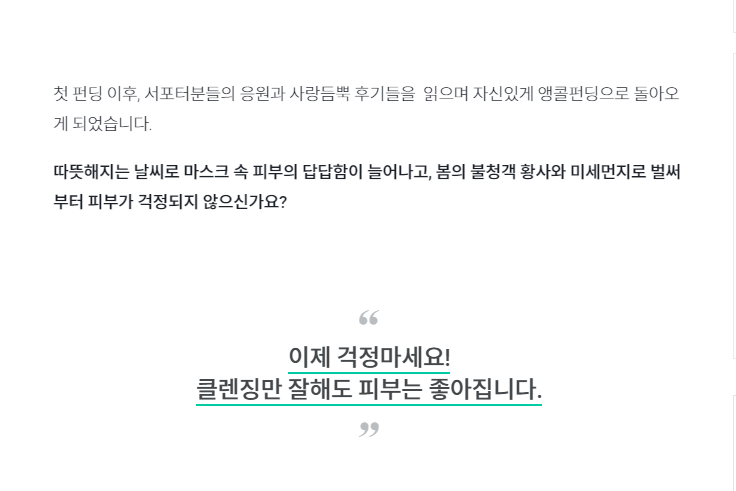 첫 펀딩 이후, 서포터분들의 응원과 사랑듬뿍 후기들을  읽으며 자신있게 앵콜펀딩으로 돌아오
게 되었습니다.
따뜻해지는 날씨로 마스크 속 피부의 답답함이 늘어나고, 봄의 불청객 황사와 미세먼지로 벌써
부터 피부가 걱정되지 않으신가요?
“
이제 걱정마세요!
클렌징만 잘해도 피부는 좋아집니다.
”